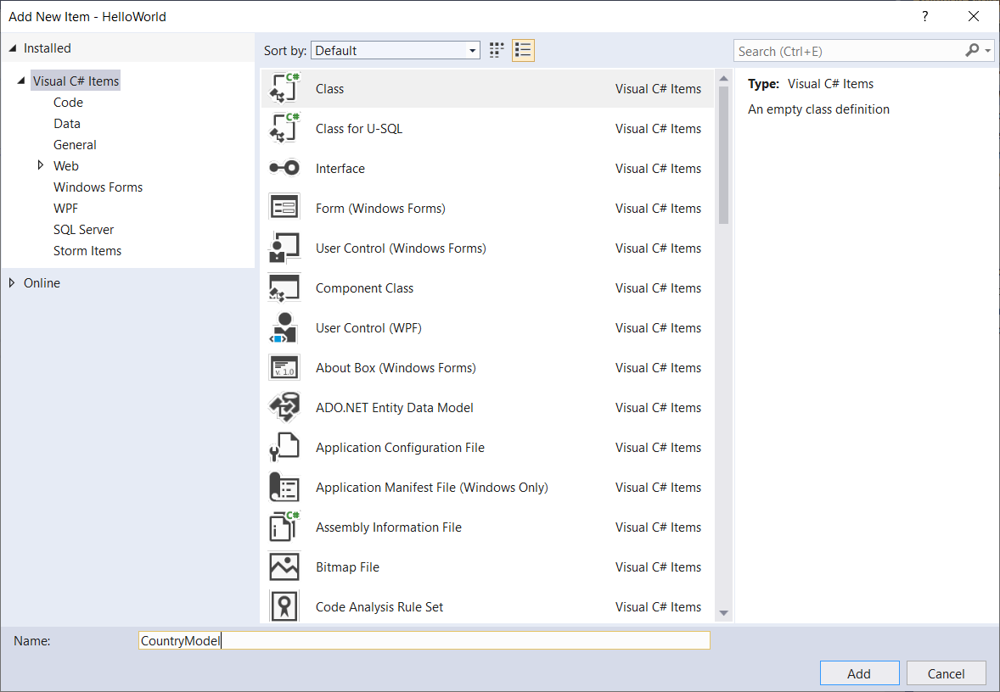 Add New Item - HelloWorld ?
Installed
Sort by: Default
Search (Ctrl+E)
Visual C# Items
Code
Data
General
Web
Windows Forms
WPF
SQL Server
Storm Items
Online
C# Class Visual C# Items
C# Class for U-SQL Visual C# Items
Interface Visual C# Items
Form (Windows Forms) Visual C# Items
User Control (Windows Forms) Visual C# Items
Component Class Visual C# Items
User Control (WPF) Visual C# Items
v. 1.0 About Box (Windows Forms) Visual C# Items
ADO.NET Entity Data Model Visual C# Items
Application Configuration File Visual C# Items
Application Manifest File (Windows Only) Visual C# Items
C# Assembly Information File Visual C# Items
Bitmap File Visual C# Items
Code Analysis Rule Set Visual C# Items
Type: Visual C# Items
An empty class definition
Name: CountryModel
Add Cancel